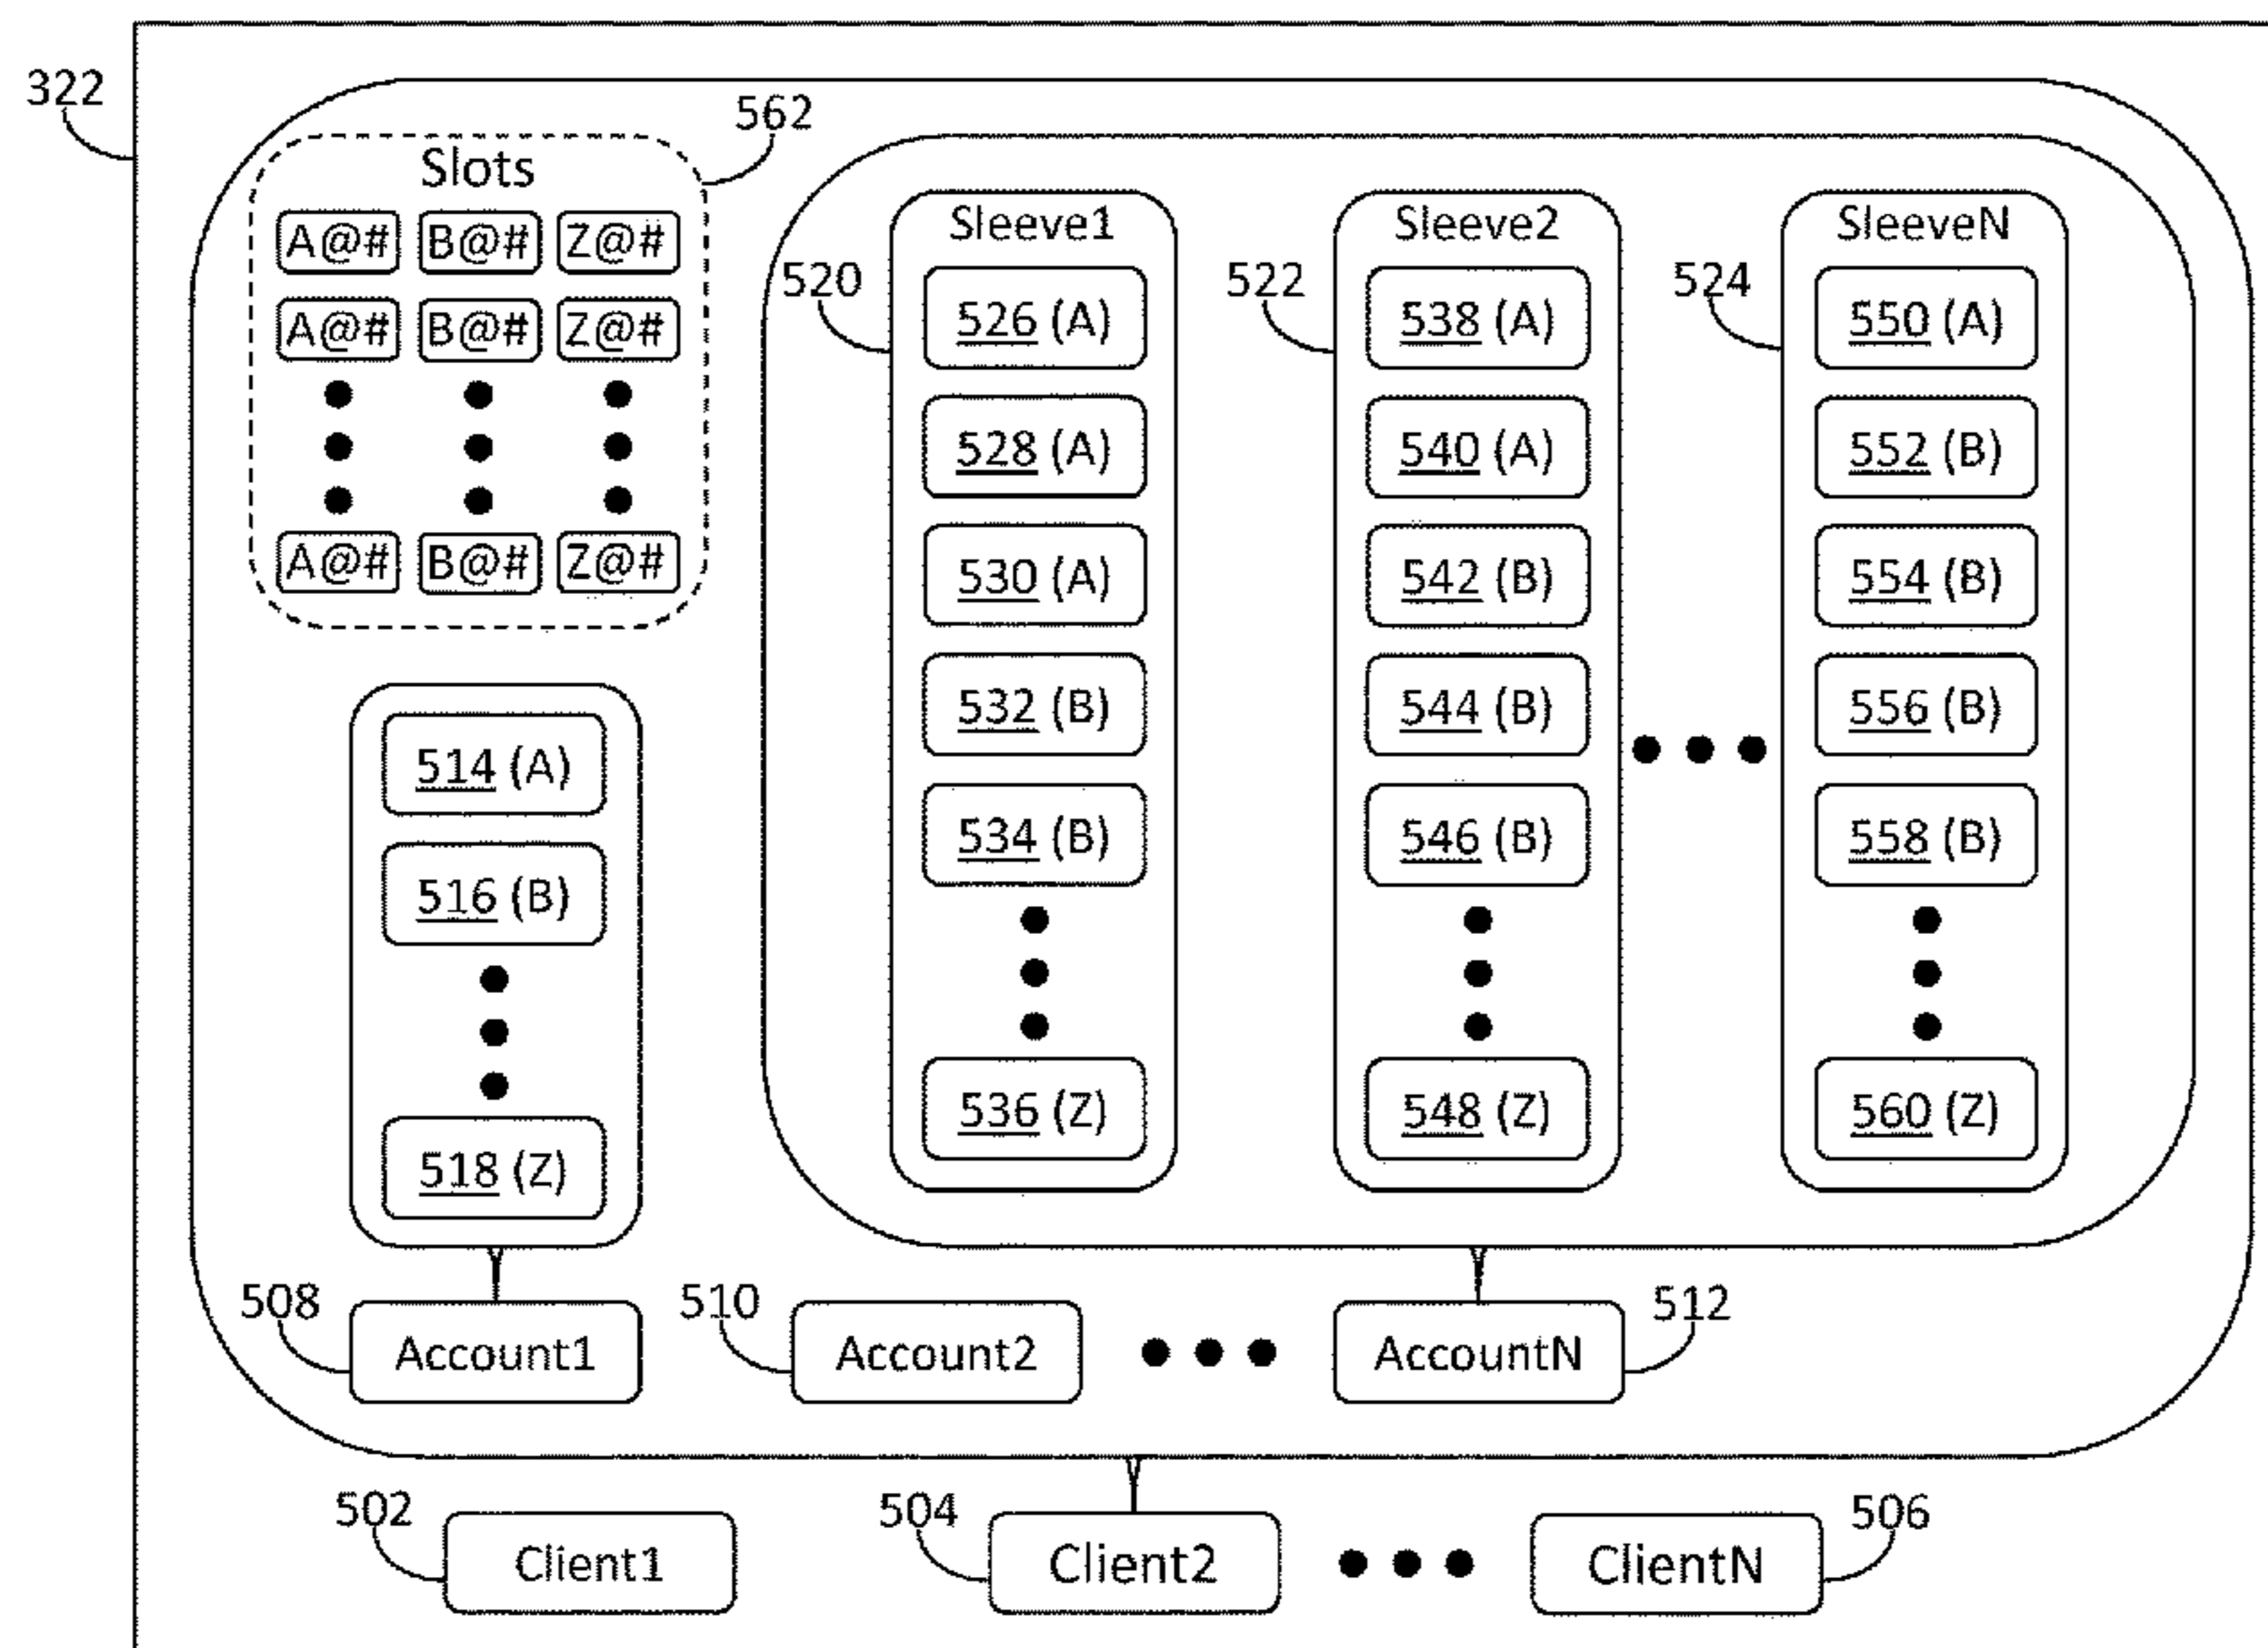 322
562
Slots
A@# B@# Z@#
A@# B@# Z@#
A@# B@# Z@#
514 (A)
516 (B)
518 (Z)
520
Sleeve1
526 (A)
528 (A)
530 (A)
532 (B)
534 (B)
536 (Z)
522
Sleeve2
538 (A)
540 (A)
542 (B)
544 (B)
546 (B)
548 (Z)
524
SleeveN
550 (A)
552 (B)
554 (B)
556 (B)
558 (B)
560 (Z)
508
Account1
510
Account2
AccountN
512
502
Client1
504
Client2
ClientN
506